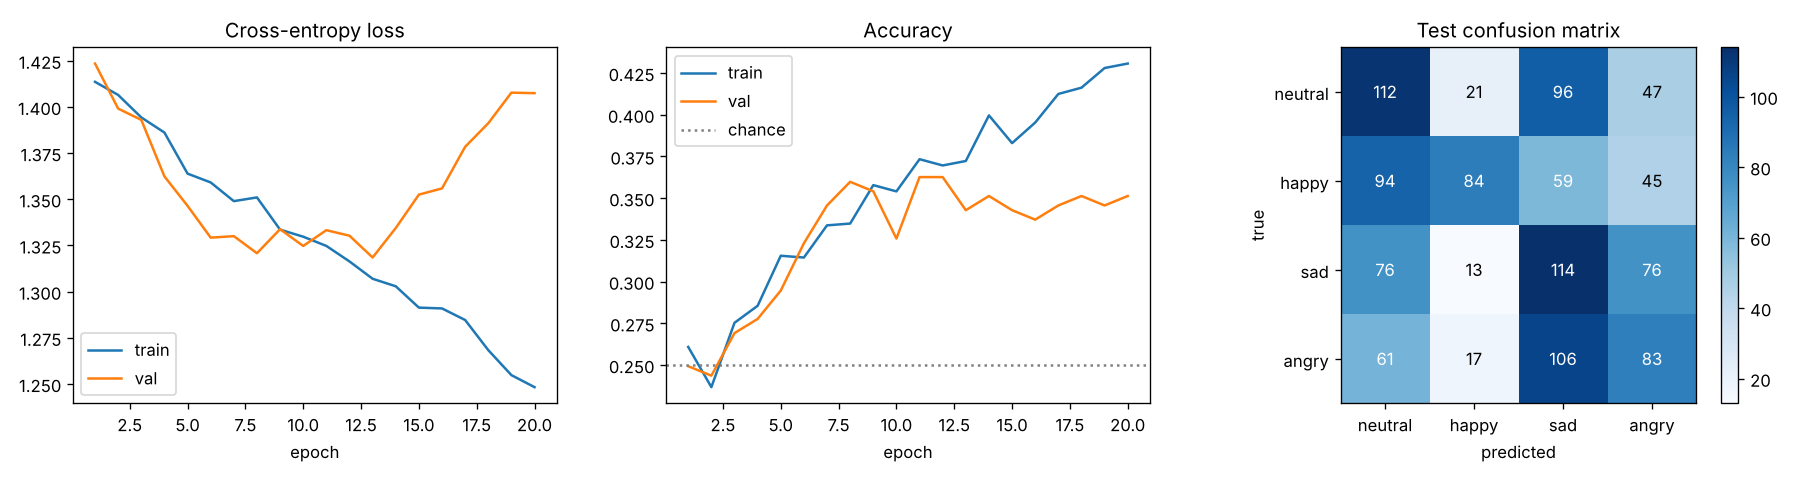 Cross-entropy loss
1.425
1.400
1.375
1.350
1.325
1.300
1.275
1.250
train
val
2.5 5.0 7.5 10.0 12.5 15.0 17.5 20.0
epoch
Accuracy
0.425
0.400
0.375
0.350
0.325
0.300
0.275
0.250
train
val
chance
2.5 5.0 7.5 10.0 12.5 15.0 17.5 20.0
epoch
Test confusion matrix
true
neutral 112 21 96 47
happy 94 84 59 45
sad 76 13 114 76
angry 61 17 106 83
neutral happy sad angry
predicted
100
80
60
40
20